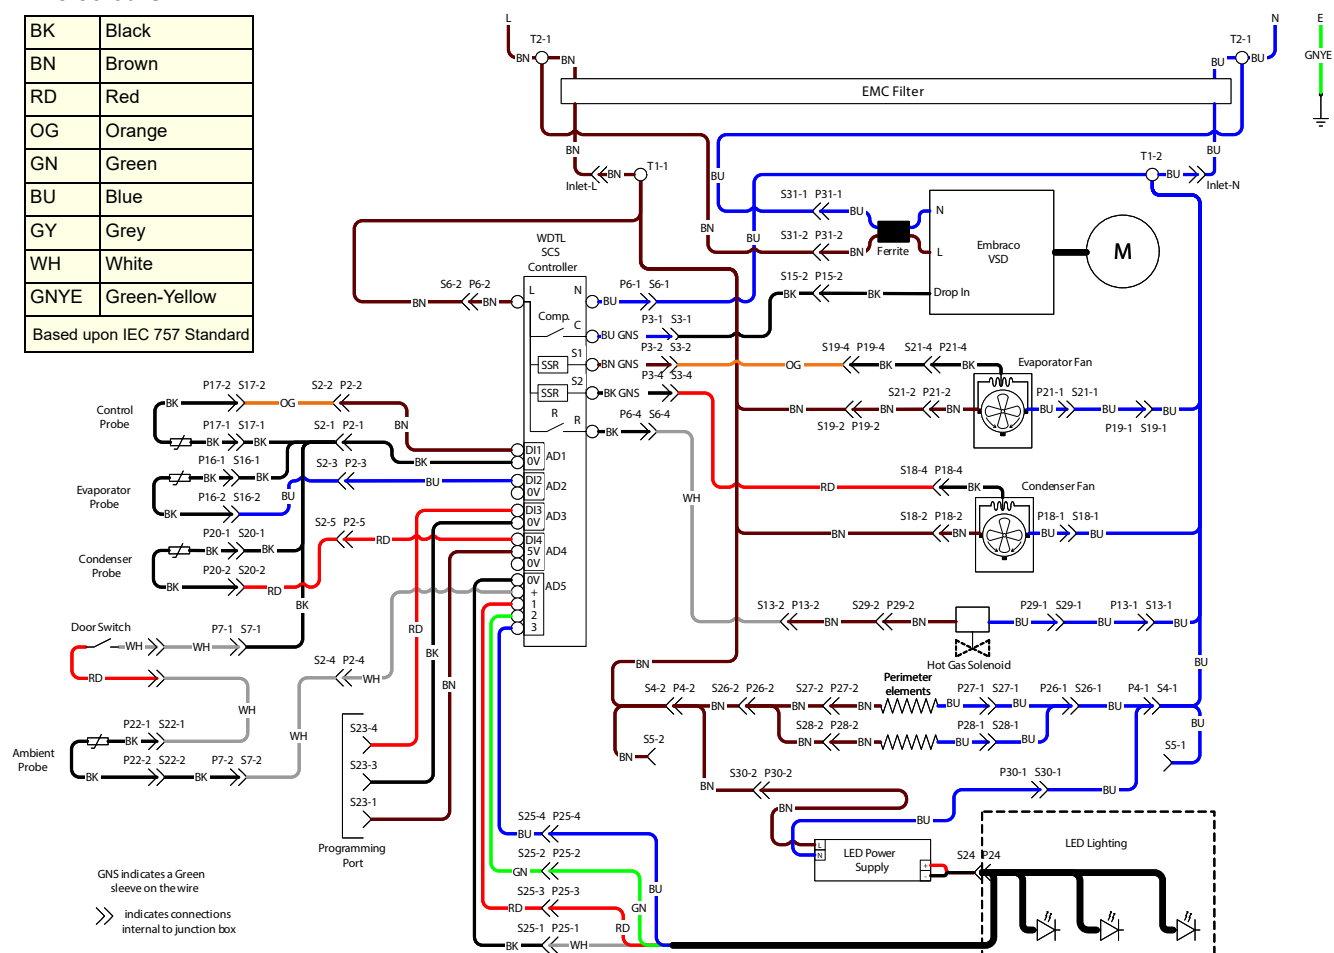 BK Black
BN Brown
RD Red
OG Orange
GN Green
BU Blue
GY Grey
WH White
GNYE Green-Yellow
Based upon IEC 757 Standard
L
N
E
T2-1
T2-1
BN
BN
BU
BU
GNYE
EMC Filter
BN
BU
BU
Inlet-L
BN
T1-1
T1-2
BU
Inlet-N
S31-1 P31-1
BU
S31-2 P31-2
BN
BN
BU
Ferrite
N
L
Embraco
VSD
M
S15-2 P15-2
BK
BK
Drop In
WDTL
SCS
Controller
S6-2 P6-2
BN
BN
L
N
BU
P6-1 S6-1
Comp.
C
BU GNS
P3-1 S3-1
SSR
S1
BN GNS
P3-2 S3-2
OG
S19-4 P19-4
BK
S21-4 P21-4
BK
Evaporator Fan
SSR
S2
BK GNS
P3-4 S3-4
R
R
BK
P6-4 S6-4
BN
S19-2 P19-2
BN
S21-2 P21-2
BN
BU
P21-1 S21-1
BU
P19-1 S19-1
BU
S18-4 P18-4
RD
BK
Condenser Fan
WH
BN
S18-2 P18-2
BN
BU
P18-1 S18-1
BU
Control
Probe
P17-2 S17-2
BK
OG
S2-2 P2-2
BN
P17-1 S17-1
BK
BK
S2-1 P2-1
BK
DI1
0V
AD1
Evaporator
Probe
P16-1 S16-1
BK
BK
S2-3 P2-3
BU
BU
P16-2 S16-2
BK
DI2
0V
AD2
Condenser
Probe
P20-1 S20-1
BK
BK
S2-5 P2-5
RD
P20-2 S20-2
BK
RD
DI3
0V
AD3
DI4
5V
0V
AD4
0V
+
1
2
3
AD5
BK
RD
BK
BN
Door Switch
WH
WH
P7-1 S7-1
RD
WH
S2-4 P2-4
WH
WH
Ambient
Probe
P22-1 S22-1
BK
P22-2 S22-2
BK
BK
P7-2 S7-2
S23-4
S23-3
S23-1
Programming
Port
S13-2 P13-2
BN
S29-2 P29-2
BN
Hot Gas Solenoid
BU
P29-1 S29-1
BU
P13-1 S13-1
BU
BU
BN
S4-2 P4-2
BN
S26-2 P26-2
BN
S27-2 P27-2
BN
Perimeter
elements
BU
P27-1 S27-1
BU
P26-1 S26-1
BU
P4-1 S4-1
BU
BN
S28-2 P28-2
BN
BU
P28-1 S28-1
BU
BN
S5-2
S5-1
BN
S30-2 P30-2
BN
P30-1 S30-1
BU
BU
L
N
LED Power
Supply
+
-
S24 P24
LED Lighting
S25-4 P25-4
BU
S25-2 P25-2
GN
S25-3 P25-3
RD
S25-1 P25-1
BK
WH
BU
GN
RD
GNS indicates a Green
sleeve on the wire
indicates connections
internal to junction box